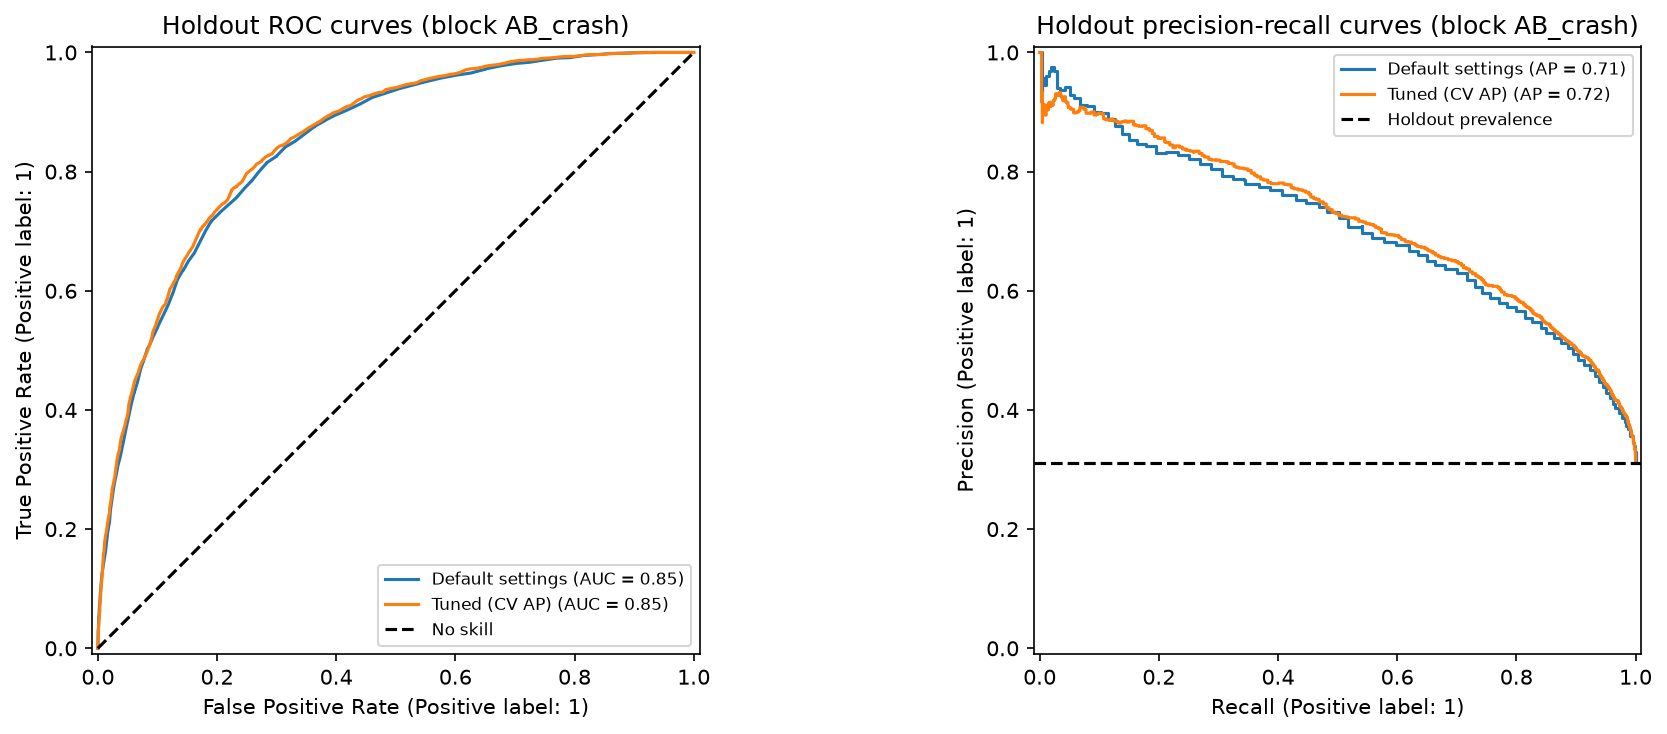 Holdout ROC curves (block AB_crash)
True Positive Rate (Positive label: 1)
1.0
0.8
0.6
0.4
0.2
0.0
Default settings (AUC = 0.85)
Tuned (CV AP) (AUC = 0.85)
No skill
0.0 0.2 0.4 0.6 0.8 1.0
False Positive Rate (Positive label: 1)
Holdout precision-recall curves (block AB_crash)
Precision (Positive label: 1)
1.0
0.8
0.6
0.4
0.2
0.0
Default settings (AP = 0.71)
Tuned (CV AP) (AP = 0.72)
Holdout prevalence
0.0 0.2 0.4 0.6 0.8 1.0
Recall (Positive label: 1)